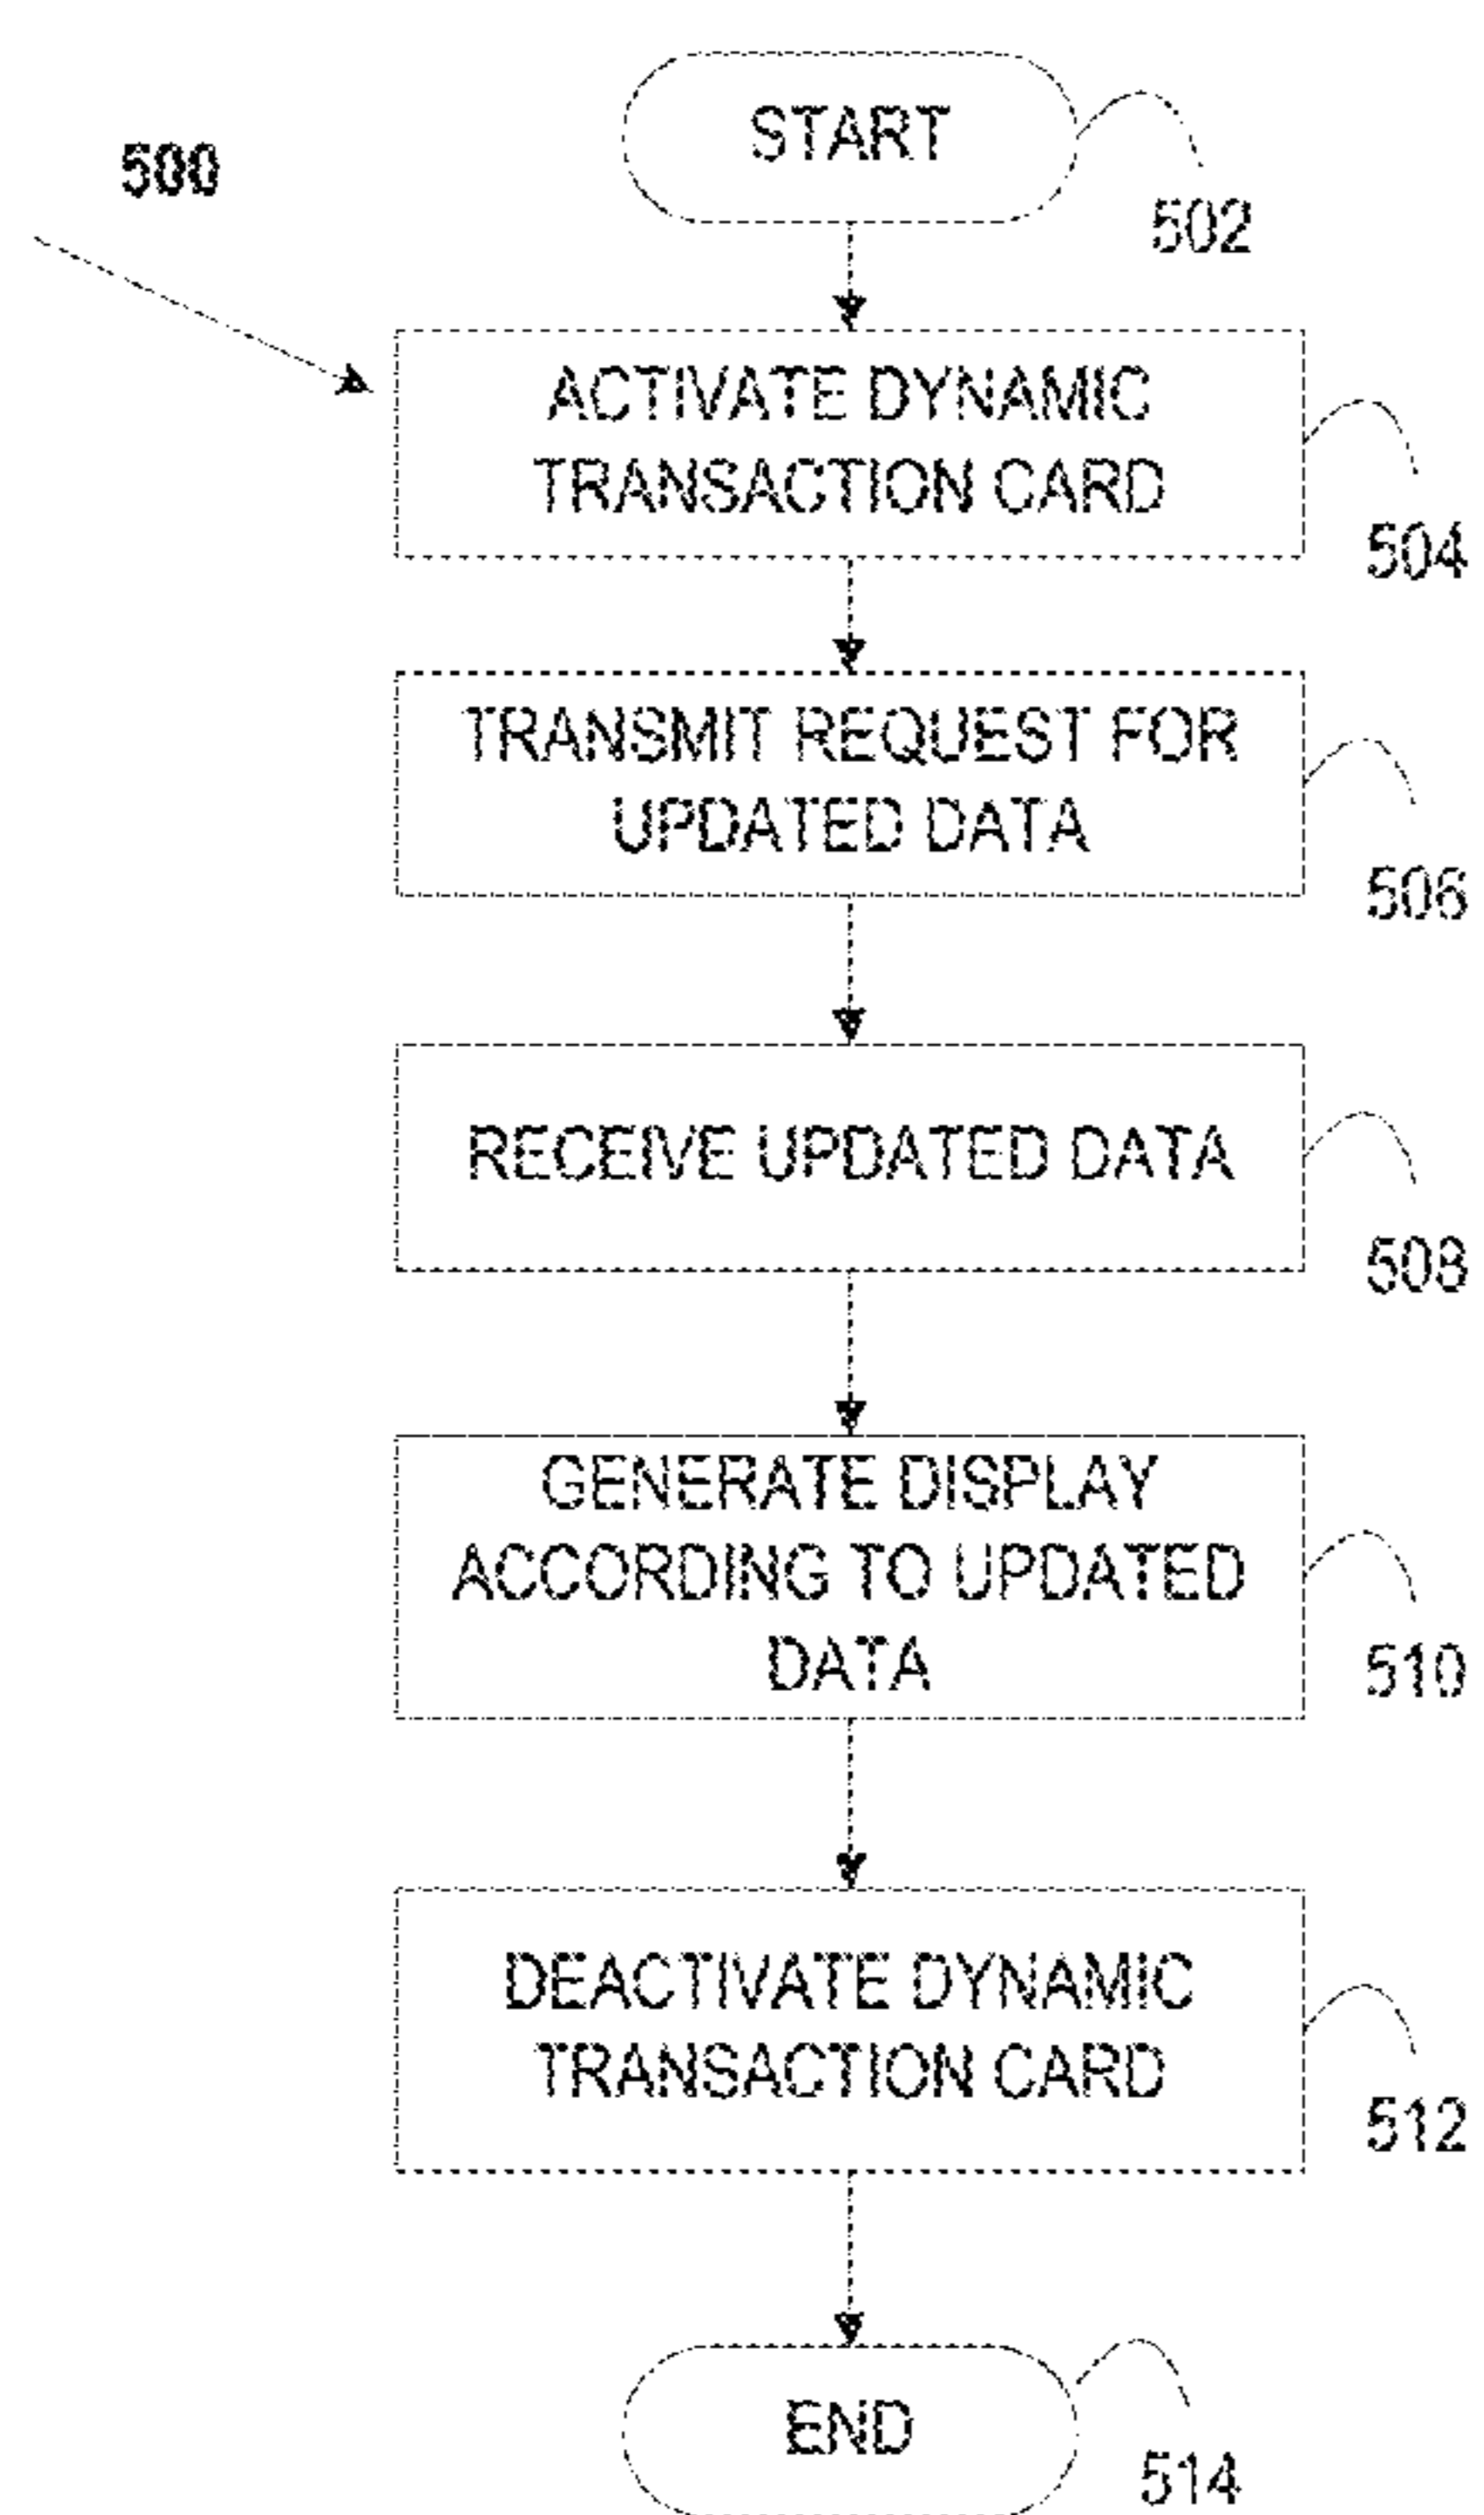 500
START
502
ACTIVATE DYNAMIC
TRANSACTION CARD
504
TRANSMIT REQUEST FOR
UPDATED DATA
506
RECEIVE UPDATED DATA
508
GENERATE DISPLAY
ACCORDING TO UPDATED
DATA
510
DEACTIVATE DYNAMIC
TRANSACTION CARD
512
END
514